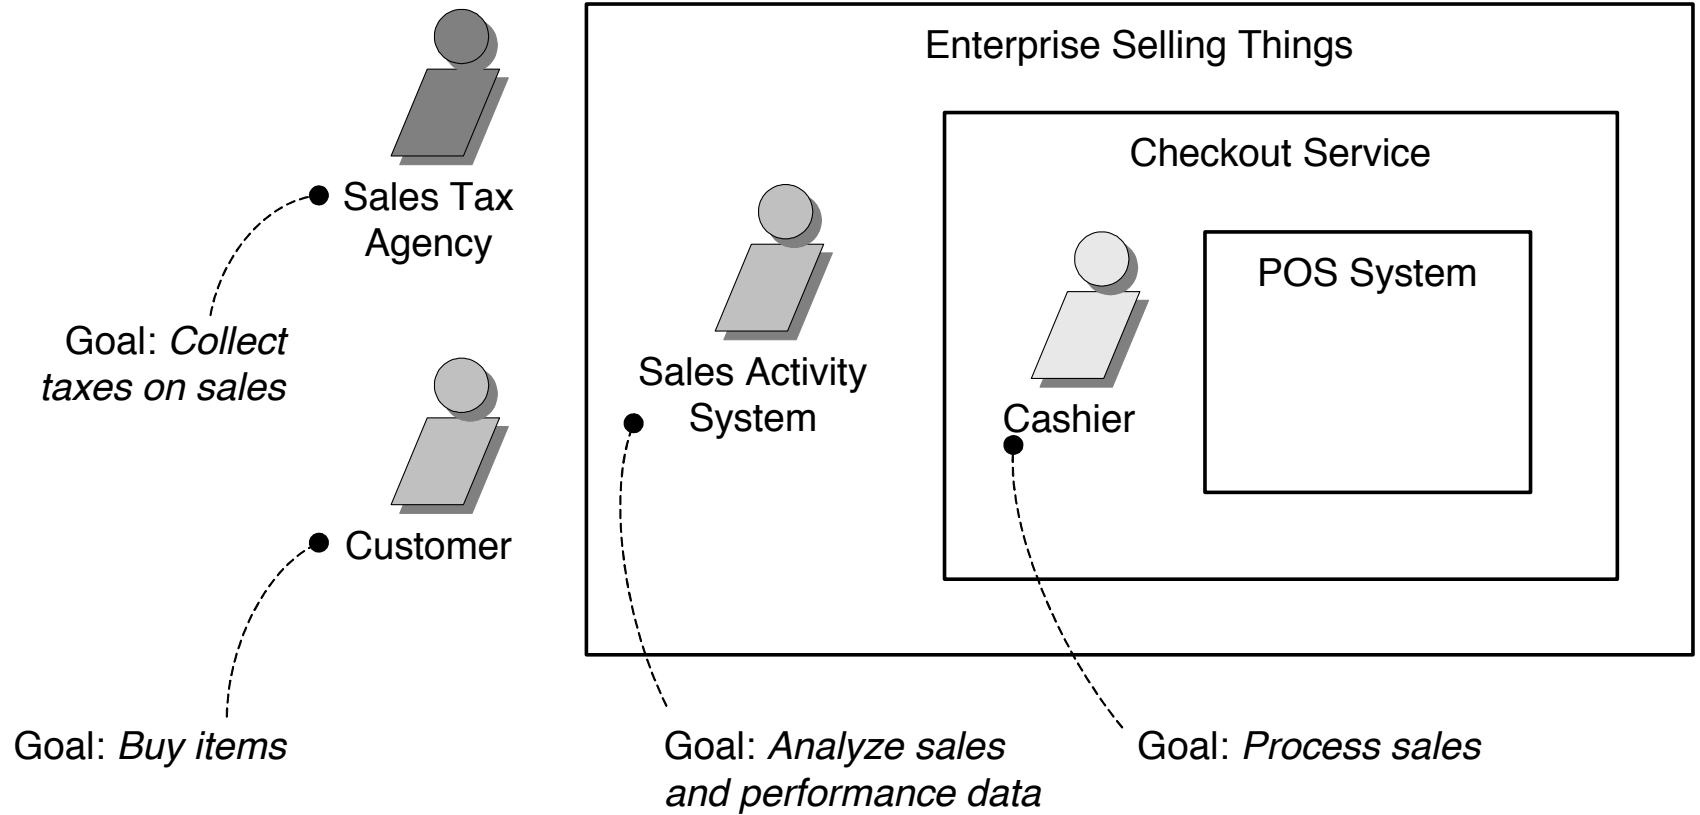 Enterprise Selling Things
Checkout Service
POS System
Sales Tax
Agency
Goal: Collect
taxes on sales
Customer
Goal: Buy items
Sales Activity
System
Goal: Analyze sales
and performance data
Cashier
Goal: Process sales